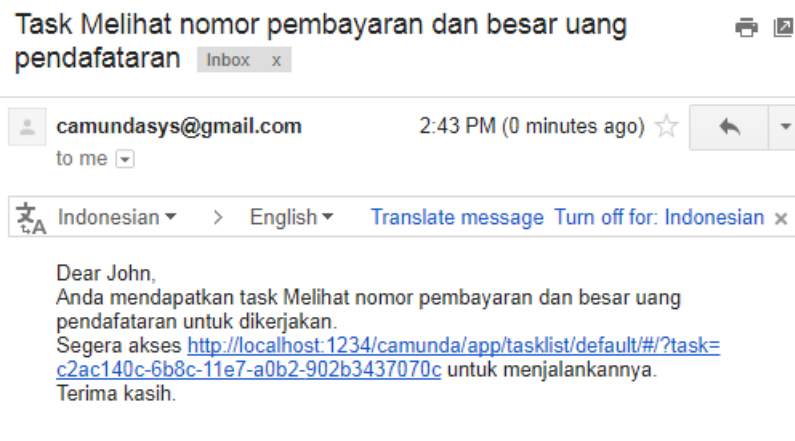 Task Melihat nomor pembayaran dan besar uang
pendafataran Inbox x
camundasys@gmail.com 2:43 PM (0 minutes ago)
to me
Indonesian > English Translate message Turn off for: Indonesian x
Dear John,
Anda mendapatkan task Melihat nomor pembayaran dan besar uang
pendafataran untuk dikerjakan.
Segera akses http://localhost:1234/camunda/app/tasklist/default/#/?task=
c2ac140c-6b8c-11e7-a0b2-902b3437070c untuk menjalankannya.
Terima kasih.